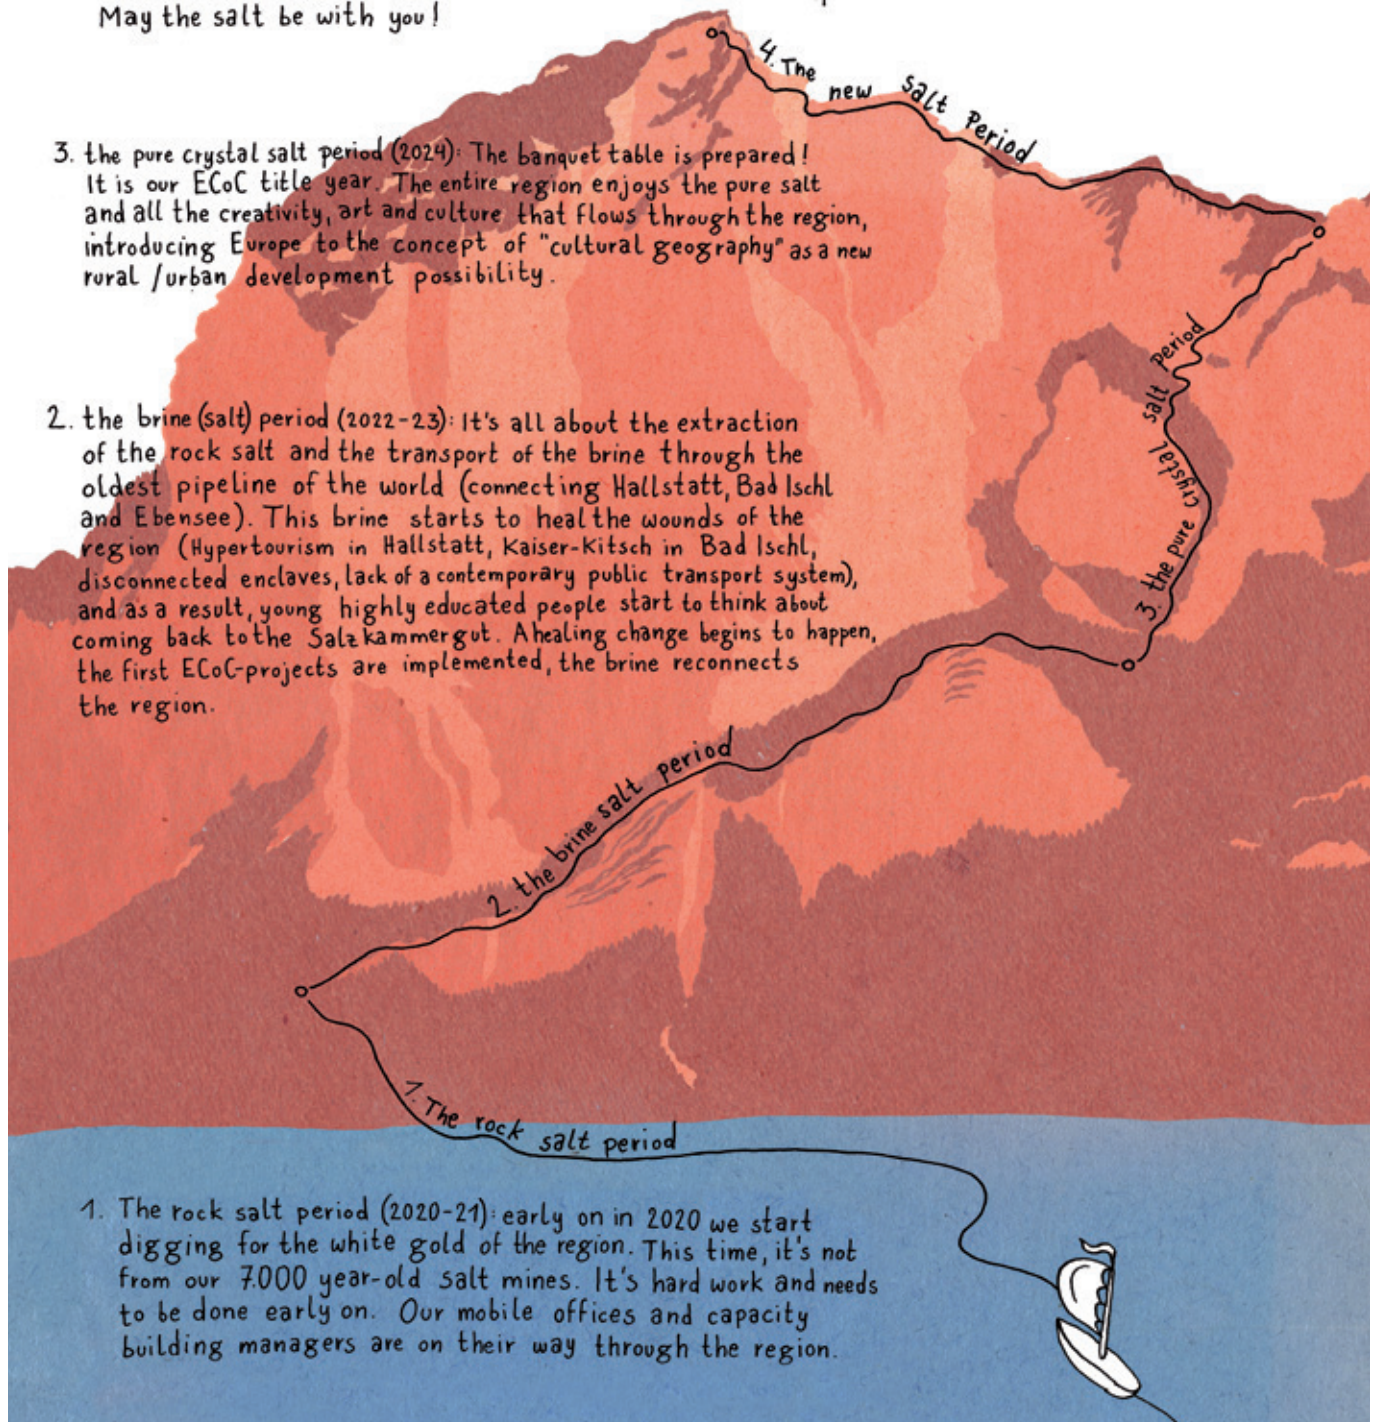 May the salt be with you!
4. The new salt Period
3. the pure crystal salt period (2024): The banquet table is prepared!
It is our ECoC title year. The entire region enjoys the pure salt
and all the creativity, art and culture that flows through the region,
introducing Europe to the concept of "cultural geography" as a new
rural /urban development possibility.
3. the pure crystal salt period
2. the brine (salt) period (2022-23): It's all about the extraction
of the rock salt and the transport of the brine through the
oldest pipeline of the world (connecting Hallstatt, Bad Ischl
and Ebensee). This brine starts to heal the wounds of the
region (Hypertourism in Hallstatt, Kaiser-Kitsch in Bad Ischl,
disconnected enclaves, lack of a contemporary public transport system),
and as a result, young highly educated people start to think about
coming back to the Salzkammergut. A healing change begins to happen,
the first ECoC-projects are implemented, the brine reconnects
the region.
2. the brine salt period
1. The rock salt period
1. The rock salt period (2020-21): early on in 2020 we start
digging for the white gold of the region. This time, it's not
from our 7.000 year-old salt mines. It's hard work and needs
to be done early on. Our mobile offices and capacity
building managers are on their way through the region.